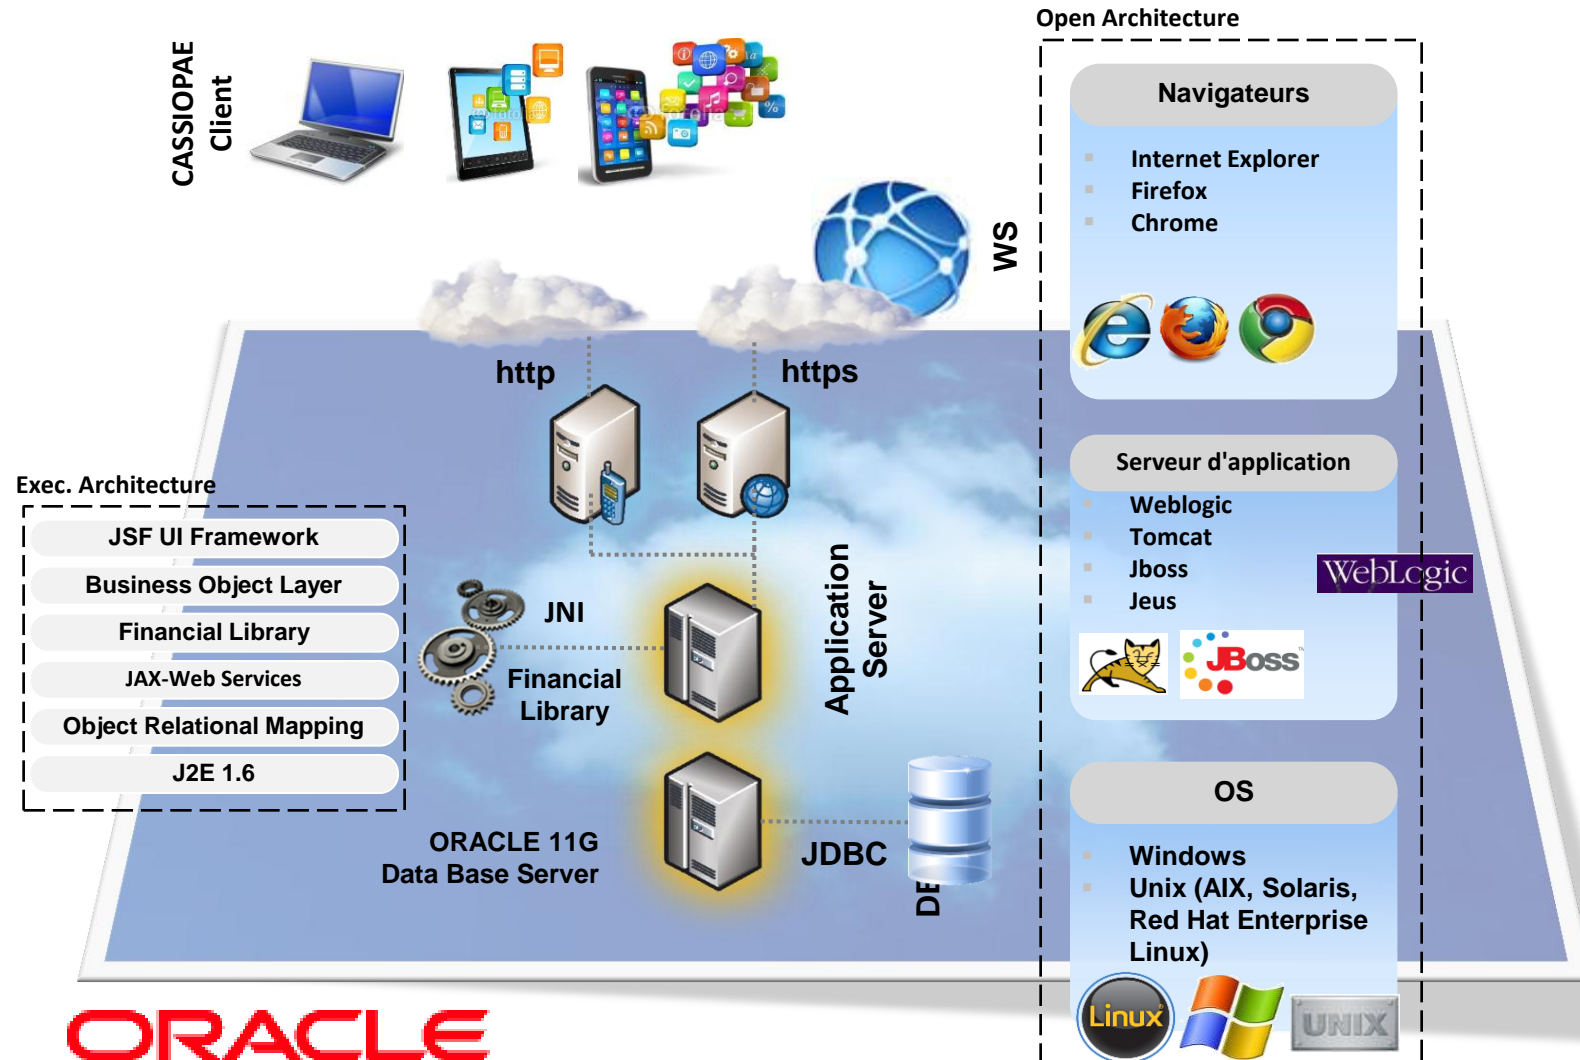 Open Architecture
CASSIOPAE
Client
Navigateurs
Internet Explorer
Firefox
Chrome
WS
http
https
Serveur d'application
Weblogic
Tomcat
Jboss
Jeus
WebLogic
JBoss
Exec. Architecture
JSF UI Framework
Business Object Layer
Financial Library
JAX-Web Services
Object Relational Mapping
J2E 1.6
JNI
Financial
Library
Application
Server
ORACLE 11G
Data Base Server
JDBC
OS
Windows
Unix (AIX, Solaris,
Red Hat Enterprise
Linux)
Linux
UNIX
ORACLE